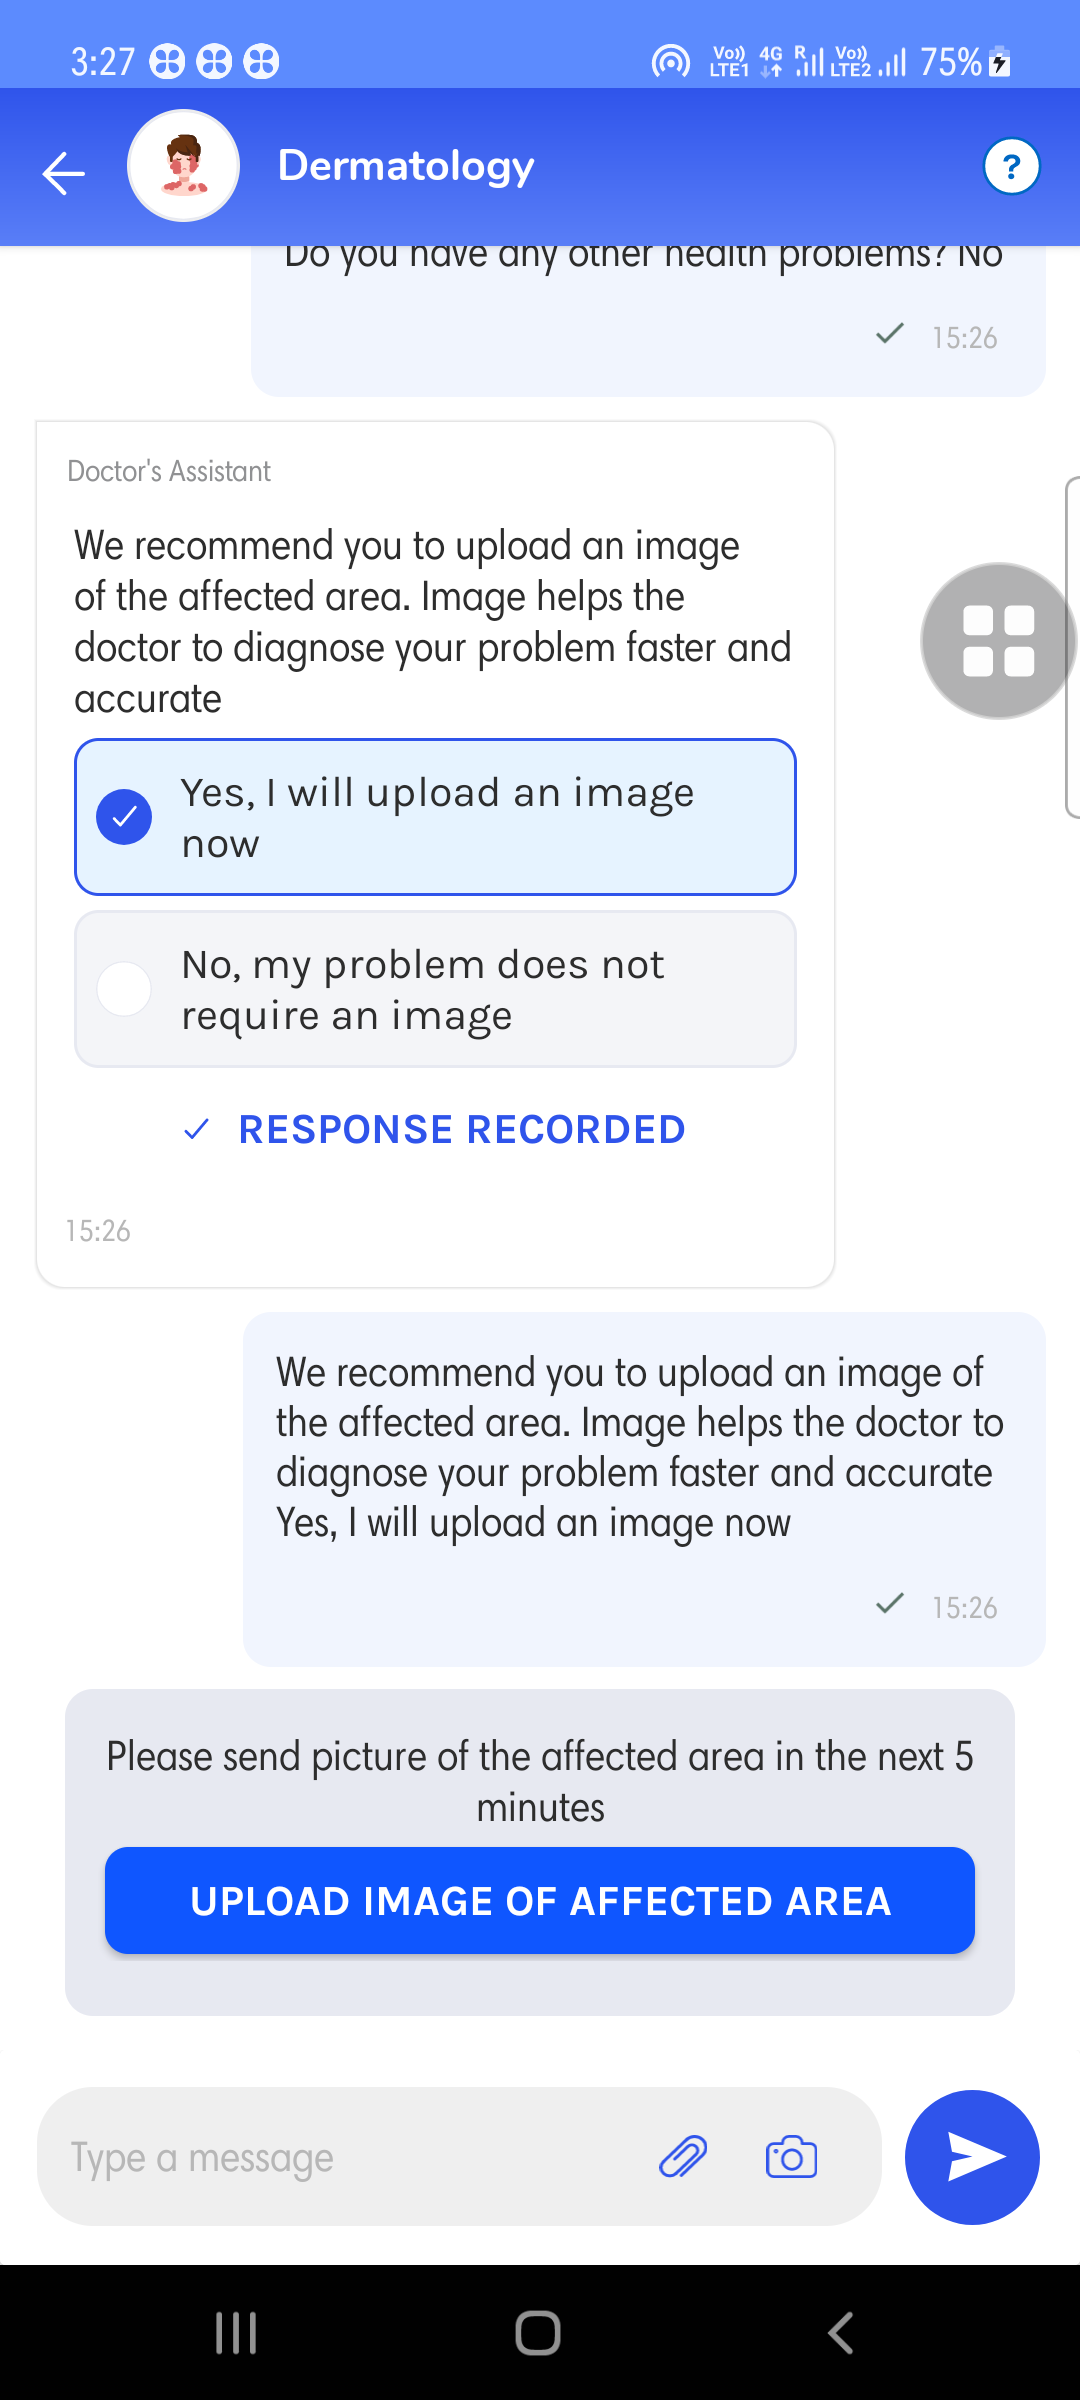 3:27
Vo)) LTE1 4G R Vo)) LTE2 75%
Dermatology
?
Do you have any other health problems? No
15:26
Doctor's Assistant
We recommend you to upload an image
of the affected area. Image helps the
doctor to diagnose your problem faster and
accurate
Yes, I will upload an image
now
No, my problem does not
require an image
RESPONSE RECORDED
15:26
We recommend you to upload an image of
the affected area. Image helps the doctor to
diagnose your problem faster and accurate
Yes, I will upload an image now
15:26
Please send picture of the affected area in the next 5
minutes
UPLOAD IMAGE OF AFFECTED AREA
Type a message